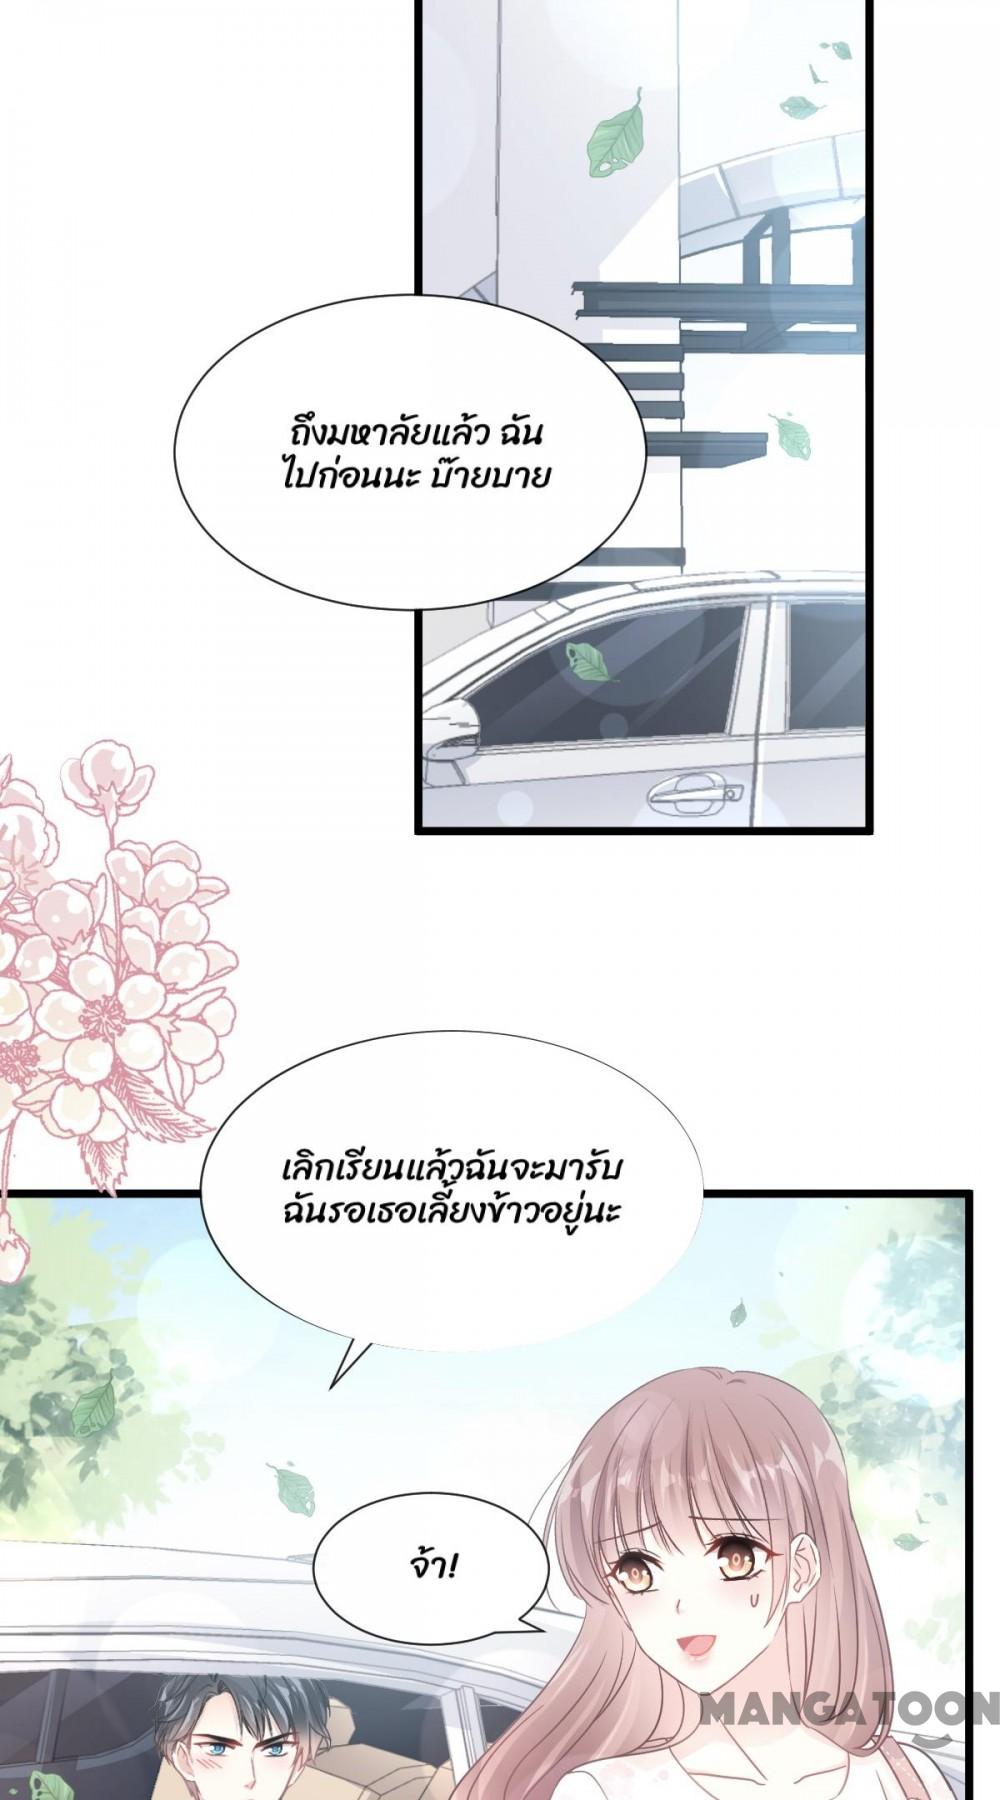 ถึงมหาลัยแล้ว ฉัน
ไปก่อนนะ บ๊ายบาย
เลิกเรียนแล้วฉันจะมารับ
ฉันรอเธอเลี้ยงข้าวอยู่นะ
จ้า!
MANGATOON